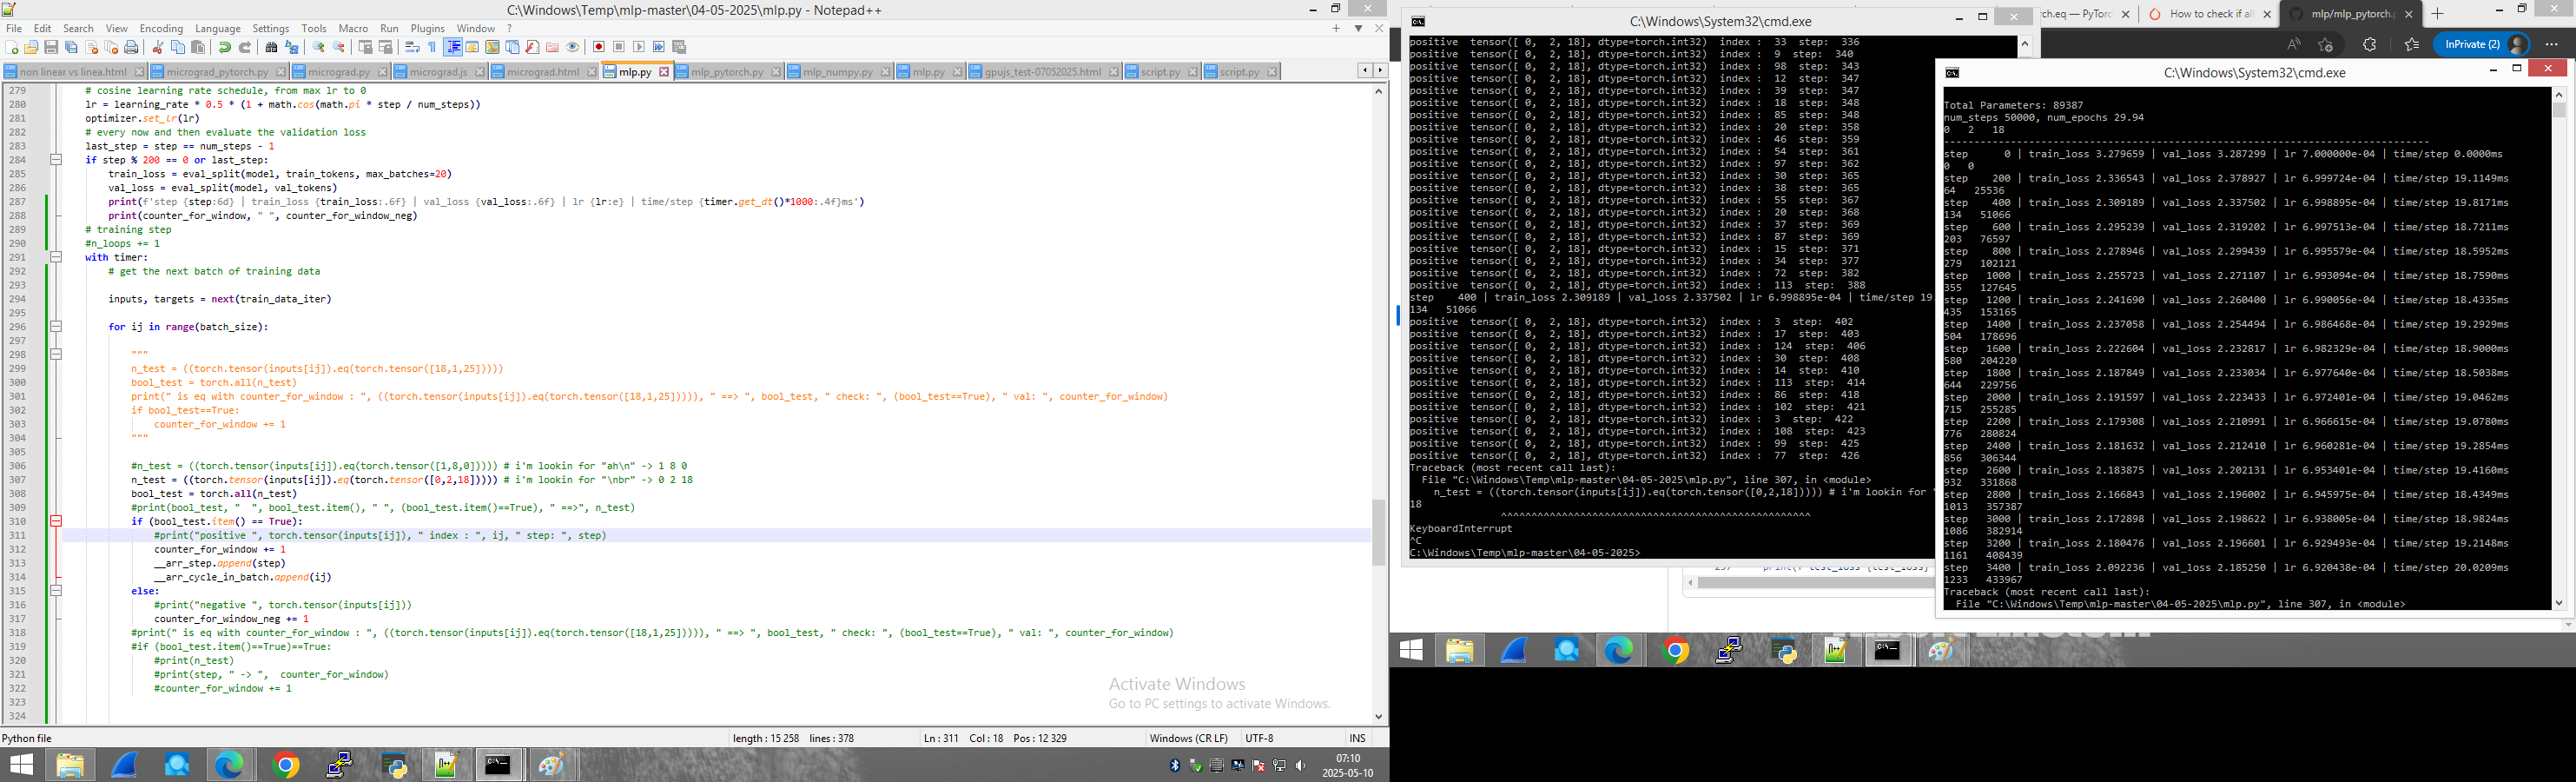 C:\Windows\Temp\mlp-master\04-05-2025\mlp.py - Notepad++
File Edit Search View Encoding Language Settings Tools Macro Run Plugins Window ?
non linear vs linea.html micrograd_pytorch.py micrograd.py micrograd.js micrograd.html mlp.py mlp_pytorch.py mlp_numpy.py mlp.py gpujs_test-07052025.html script.py script.py
279 # cosine learning rate schedule, from max lr to 0
280 lr = learning_rate * 0.5 * (1 + math.cos(math.pi * step / num_steps))
281 optimizer.set_lr(lr)
282 # every now and then evaluate the validation loss
283 last_step = step == num_steps - 1
284 if step % 200 == 0 or last_step:
285 train_loss = eval_split(model, train_tokens, max_batches=20)
286 val_loss = eval_split(model, val_tokens)
287 print(f'step {step:6d} | train_loss {train_loss:.6f} | val_loss {val_loss:.6f} | lr {lr:e} | time/step {timer.get_dt()*1000:.4f}ms')
288 print(counter_for_window, " ", counter_for_window_neg)
289 # training step
290 #n_loops += 1
291 with timer:
292 # get the next batch of training data
293
294 inputs, targets = next(train_data_iter)
295
296 for ij in range(batch_size):
297
298 """
299 n_test = ((torch.tensor(inputs[ij]).eq(torch.tensor([18,1,25]))))
300 bool_test = torch.all(n_test)
301 print(" is eq with counter_for_window : ", ((torch.tensor(inputs[ij]).eq(torch.tensor([18,1,25])))), " ==> ", bool_test, " check: ", (bool_test==True), " val: ", counter_for_window)
302 if bool_test==True:
303 counter_for_window += 1
304 """
305
306 #n_test = ((torch.tensor(inputs[ij]).eq(torch.tensor([1,8,0])))) # i'm lookin for "ah\n" -> 1 8 0
307 n_test = ((torch.tensor(inputs[ij]).eq(torch.tensor([0,2,18])))) # i'm lookin for "\nbr" -> 0 2 18
308 bool_test = torch.all(n_test)
309 #print(bool_test, "  ", bool_test.item(), " ", (bool_test.item()==True), " ==>", n_test)
310 if (bool_test.item() == True):
311 #print("positive ", torch.tensor(inputs[ij]), " index : ", ij, " step: ", step)
312 counter_for_window += 1
313 __arr_step.append(step)
314 __arr_cycle_in_batch.append(ij)
315 else:
316 #print("negative ", torch.tensor(inputs[ij]))
317 counter_for_window_neg += 1
318 #print(" is eq with counter_for_window : ", ((torch.tensor(inputs[ij]).eq(torch.tensor([18,1,25])))), " ==> ", bool_test, " check: ", (bool_test==True), " val: ", counter_for_window)
319 #if (bool_test.item()==True)==True:
320 #print(n_test)
321 #print(step, " -> ",  counter_for_window)
322 #counter_for_window += 1
323
324
Activate Windows
Go to PC settings to activate Windows.
Python file length : 15 258 lines : 378 Ln : 311 Col : 18 Pos : 12 329 Windows (CR LF) UTF-8 INS
07:10
2025-05-10
C:\Windows\System32\cmd.exe
positive tensor([ 0, 2, 18], dtype=torch.int32) index : 33 step: 336
positive tensor([ 0, 2, 18], dtype=torch.int32) index : 9 step: 340
positive tensor([ 0, 2, 18], dtype=torch.int32) index : 98 step: 343
positive tensor([ 0, 2, 18], dtype=torch.int32) index : 12 step: 347
positive tensor([ 0, 2, 18], dtype=torch.int32) index : 39 step: 347
positive tensor([ 0, 2, 18], dtype=torch.int32) index : 18 step: 348
positive tensor([ 0, 2, 18], dtype=torch.int32) index : 85 step: 348
positive tensor([ 0, 2, 18], dtype=torch.int32) index : 20 step: 358
positive tensor([ 0, 2, 18], dtype=torch.int32) index : 46 step: 359
positive tensor([ 0, 2, 18], dtype=torch.int32) index : 54 step: 361
positive tensor([ 0, 2, 18], dtype=torch.int32) index : 97 step: 362
positive tensor([ 0, 2, 18], dtype=torch.int32) index : 30 step: 365
positive tensor([ 0, 2, 18], dtype=torch.int32) index : 38 step: 365
positive tensor([ 0, 2, 18], dtype=torch.int32) index : 55 step: 367
positive tensor([ 0, 2, 18], dtype=torch.int32) index : 20 step: 368
positive tensor([ 0, 2, 18], dtype=torch.int32) index : 37 step: 369
positive tensor([ 0, 2, 18], dtype=torch.int32) index : 87 step: 369
positive tensor([ 0, 2, 18], dtype=torch.int32) index : 15 step: 371
positive tensor([ 0, 2, 18], dtype=torch.int32) index : 34 step: 377
positive tensor([ 0, 2, 18], dtype=torch.int32) index : 72 step: 382
positive tensor([ 0, 2, 18], dtype=torch.int32) index : 113 step: 388
step 400 | train_loss 2.309189 | val_loss 2.337502 | lr 6.998895e-04 | time/step 19.
134 51066
positive tensor([ 0, 2, 18], dtype=torch.int32) index : 3 step: 402
positive tensor([ 0, 2, 18], dtype=torch.int32) index : 17 step: 403
positive tensor([ 0, 2, 18], dtype=torch.int32) index : 124 step: 406
positive tensor([ 0, 2, 18], dtype=torch.int32) index : 30 step: 408
positive tensor([ 0, 2, 18], dtype=torch.int32) index : 14 step: 410
positive tensor([ 0, 2, 18], dtype=torch.int32) index : 113 step: 414
positive tensor([ 0, 2, 18], dtype=torch.int32) index : 86 step: 418
positive tensor([ 0, 2, 18], dtype=torch.int32) index : 102 step: 421
positive tensor([ 0, 2, 18], dtype=torch.int32) index : 3 step: 422
positive tensor([ 0, 2, 18], dtype=torch.int32) index : 108 step: 423
positive tensor([ 0, 2, 18], dtype=torch.int32) index : 99 step: 425
positive tensor([ 0, 2, 18], dtype=torch.int32) index : 77 step: 426
Traceback (most recent call last):
File "C:\Windows\Temp\mlp-master\04-05-2025\mlp.py", line 307, in <module>
n_test = ((torch.tensor(inputs[ij]).eq(torch.tensor([0,2,18])))) # i'm lookin for "
18
^^^^^^^^^^^^^^^^^^^^^^^^^^^^^^^^^^^^^^^^^^^^^^^^^^^^
KeyboardInterrupt
^C
C:\Windows\Temp\mlp-master\04-05-2025>
rch.eq — PyTorc How to check if all mlp/mlp_pytorch.p
InPrivate (2)
C:\Windows\System32\cmd.exe
Total Parameters: 89387
num_steps 50000, num_epochs 29.94
0 2 18
--------------------------------------------------------------------------------
step 0 | train_loss 3.279659 | val_loss 3.287299 | lr 7.000000e-04 | time/step 0.0000ms
0 0
step 200 | train_loss 2.336543 | val_loss 2.378927 | lr 6.999724e-04 | time/step 19.1149ms
64 25536
step 400 | train_loss 2.309189 | val_loss 2.337502 | lr 6.998895e-04 | time/step 19.8171ms
134 51066
step 600 | train_loss 2.295239 | val_loss 2.319202 | lr 6.997513e-04 | time/step 18.7211ms
203 76597
step 800 | train_loss 2.278946 | val_loss 2.299439 | lr 6.995579e-04 | time/step 18.5952ms
279 102121
step 1000 | train_loss 2.255723 | val_loss 2.271107 | lr 6.993094e-04 | time/step 18.7590ms
355 127645
step 1200 | train_loss 2.241690 | val_loss 2.260400 | lr 6.990056e-04 | time/step 18.4335ms
435 153165
step 1400 | train_loss 2.237058 | val_loss 2.254494 | lr 6.986468e-04 | time/step 19.2929ms
504 178696
step 1600 | train_loss 2.222604 | val_loss 2.232817 | lr 6.982329e-04 | time/step 18.9000ms
580 204220
step 1800 | train_loss 2.187849 | val_loss 2.233034 | lr 6.977640e-04 | time/step 18.5038ms
644 229756
step 2000 | train_loss 2.191597 | val_loss 2.223433 | lr 6.972401e-04 | time/step 19.0462ms
715 255285
step 2200 | train_loss 2.179308 | val_loss 2.210991 | lr 6.966615e-04 | time/step 19.0780ms
776 280824
step 2400 | train_loss 2.181632 | val_loss 2.212410 | lr 6.960281e-04 | time/step 19.2854ms
856 306344
step 2600 | train_loss 2.183875 | val_loss 2.202131 | lr 6.953401e-04 | time/step 19.4160ms
932 331868
step 2800 | train_loss 2.166843 | val_loss 2.196002 | lr 6.945975e-04 | time/step 18.4349ms
1013 357387
step 3000 | train_loss 2.172898 | val_loss 2.198622 | lr 6.938005e-04 | time/step 18.9824ms
1086 382914
step 3200 | train_loss 2.180476 | val_loss 2.196601 | lr 6.929493e-04 | time/step 19.2148ms
1161 408439
step 3400 | train_loss 2.092236 | val_loss 2.185250 | lr 6.920438e-04 | time/step 20.0209ms
1233 433967
Traceback (most recent call last):
File "C:\Windows\Temp\mlp-master\04-05-2025\mlp.py", line 307, in <module>